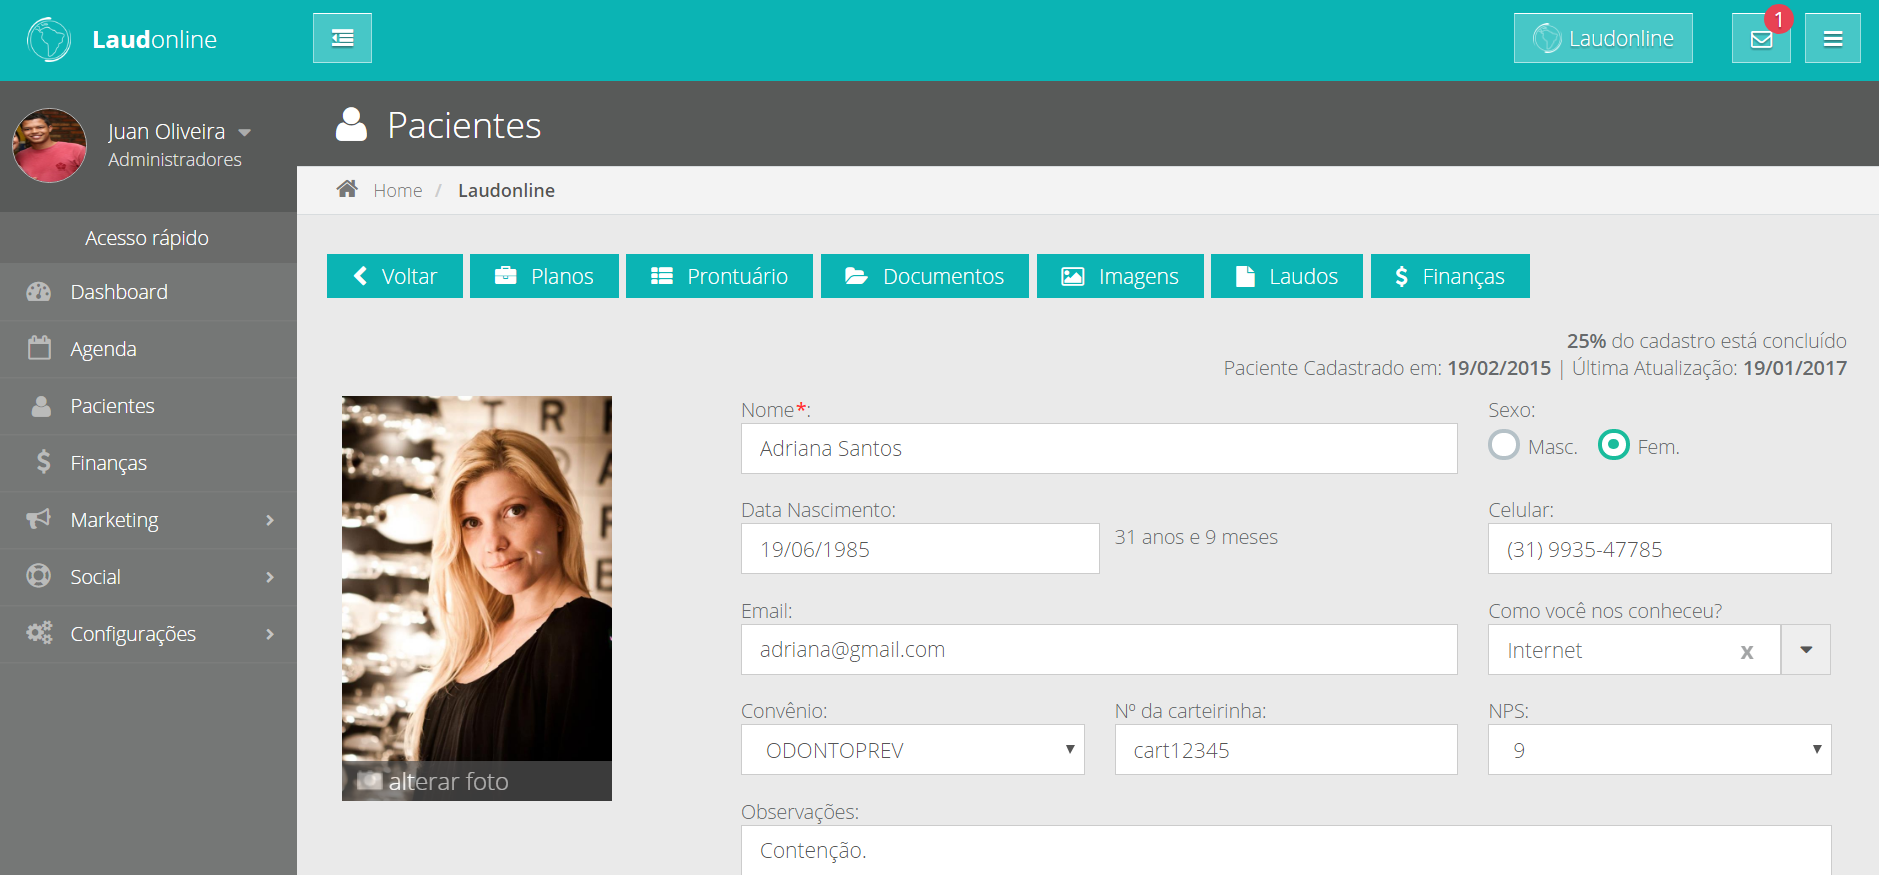 Laudonline
Laudonline
1
Juan Oliveira
Administradores
Pacientes
Home / Laudonline
Acesso rápido
Dashboard
Agenda
Pacientes
Finanças
Marketing
Social
Configurações
Voltar
Planos
Prontuário
Documentos
Imagens
Laudos
Finanças
25% do cadastro está concluído
Paciente Cadastrado em: 19/02/2015 | Última Atualização: 19/01/2017
alterar foto
Nome*:
Adriana Santos
Sexo:
Masc. Fem.
Data Nascimento:
19/06/1985
31 anos e 9 meses
Celular:
(31) 9935-47785
Email:
adriana@gmail.com
Como você nos conheceu?
Internet x
Convênio:
ODONTOPREV
Nº da carteirinha:
cart12345
NPS:
9
Observações:
Contenção.